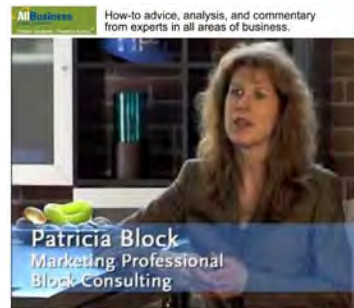 AllBusiness
How-to advice, analysis, and commentary
from experts in all areas of business.
Patricia Block
Marketing Professional
Block Consulting